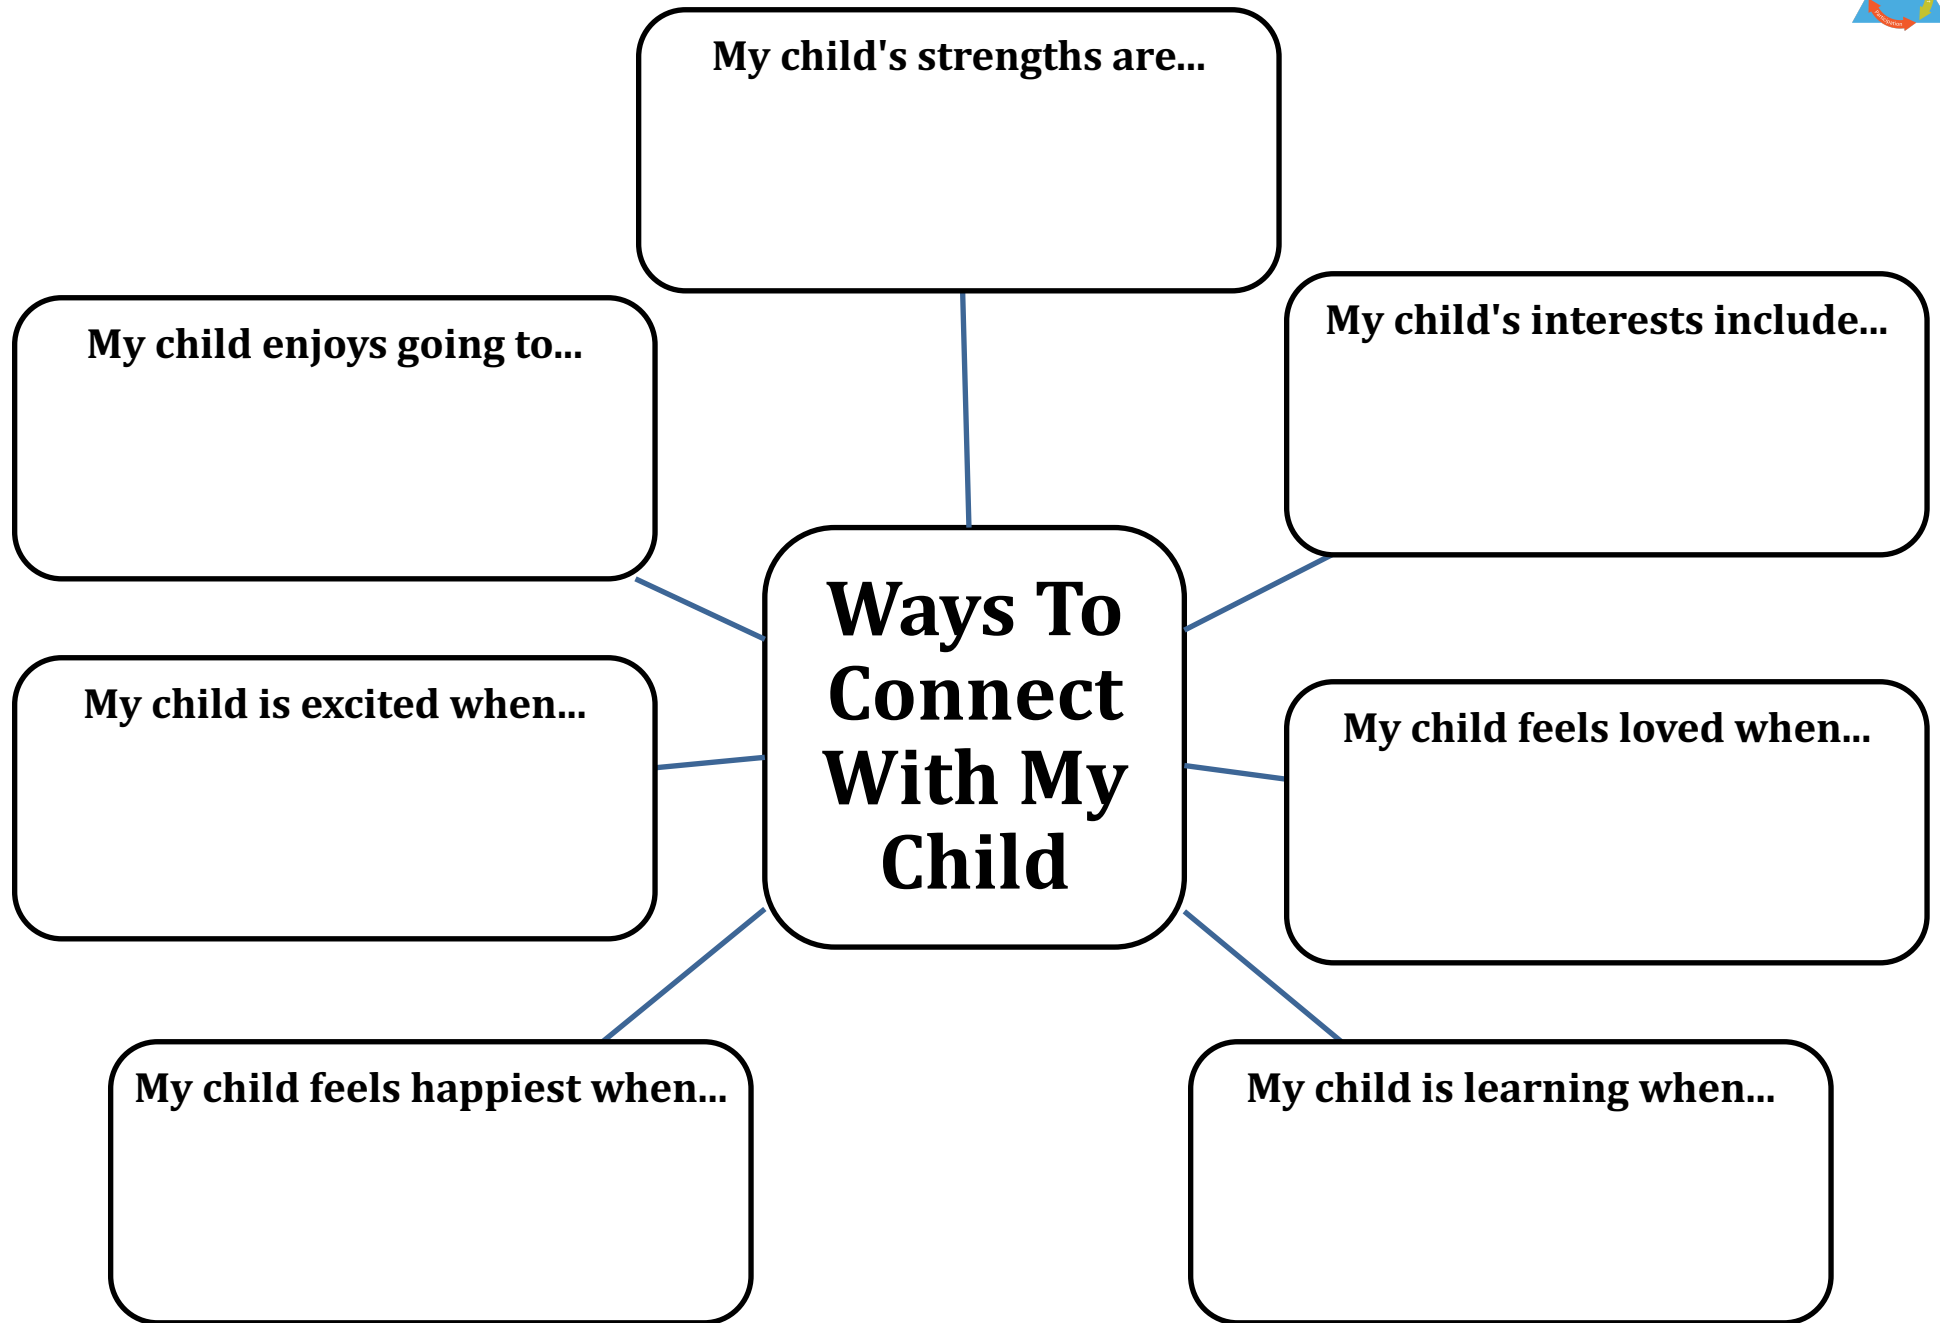 My child's strengths are...
My child enjoys going to...
My child's interests include...
Ways To
Connect
With My
Child
My child is excited when...
My child feels loved when...
My child feels happiest when...
My child is learning when...
Participation